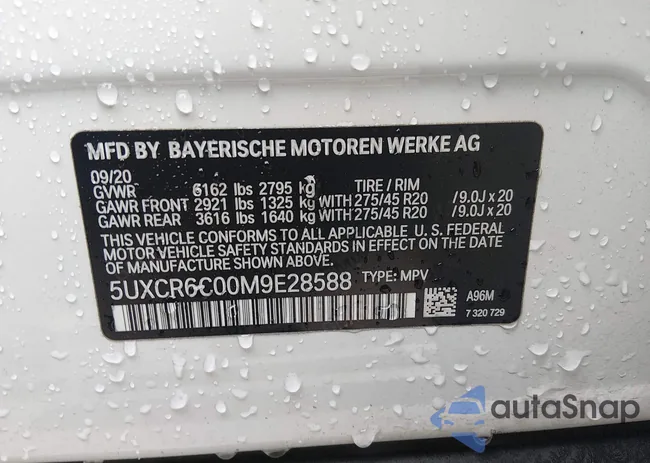 MFD BY BAYERISCHE MOTOREN WERKE AG
09/20
GVWR 6162 lbs 2795 kg TIRE / RIM
GAWR FRONT 2921 lbs 1325 kg WITH 275/45 R20 / 9.0J x 20
GAWR REAR 3616 lbs 1640 kg WITH 275/45 R20 / 9.0J x 20
THIS VEHICLE CONFORMS TO ALL APPLICABLE U. S. FEDERAL
MOTOR VEHICLE SAFETY STANDARDS IN EFFECT ON THE DATE
OF MANUFACTURE SHOWN ABOVE.
5UXCR6C00M9E28588 TYPE: MPV
A96M
7 320 729
autoSnap